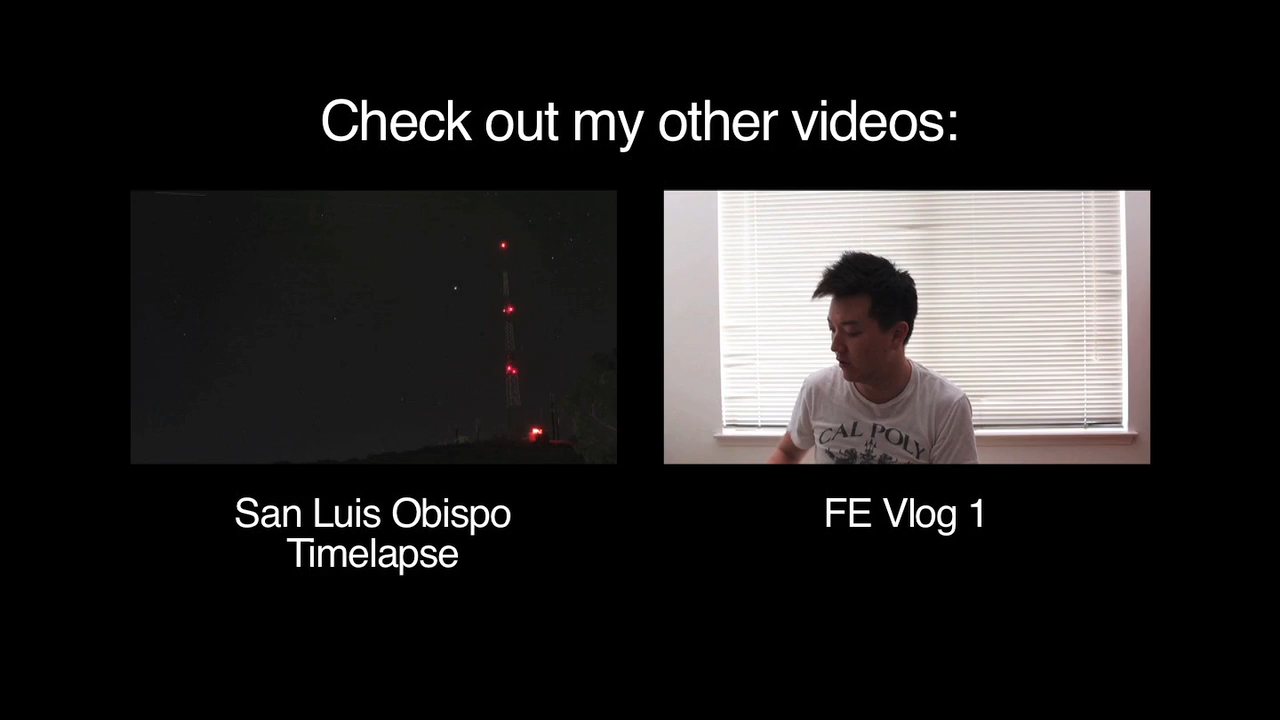 Check out my other videos:
CAL POLY
San Luis Obispo
Timelapse
FE Vlog 1